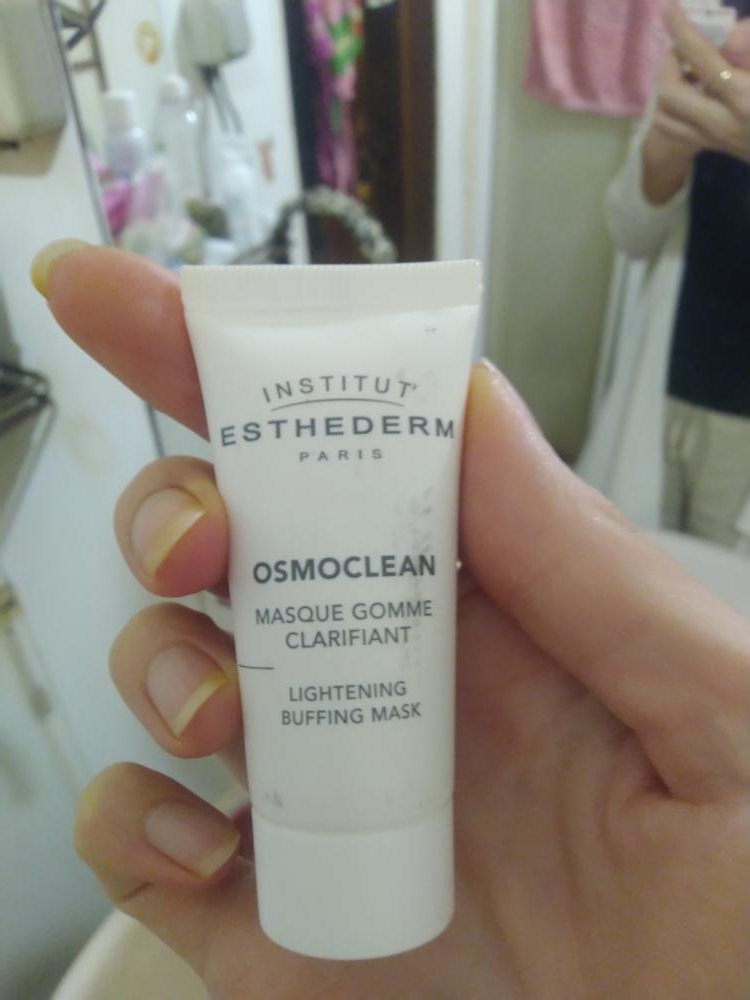 INSTITUT
ESTHEDERM
PARIS
OSMOCLEAN
MASQUE GOMME
CLARIFIANT
LIGHTENING
BUFFING MASK